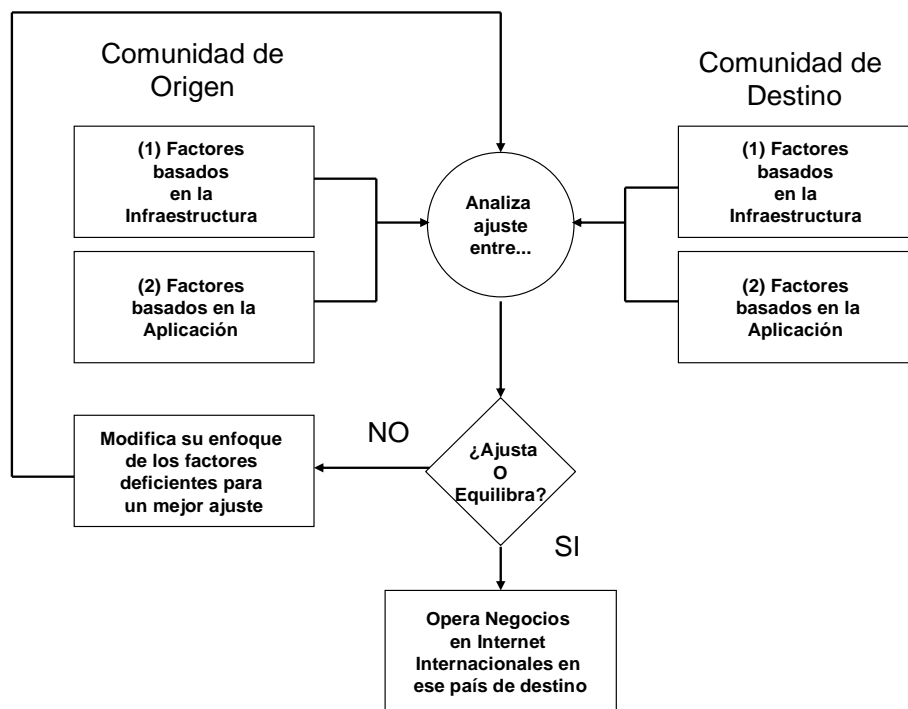 Comunidad de
Origen
Comunidad de
Destino
(1) Factores
basados
en la
Infraestructura
(2) Factores
basados en la
Aplicación
Analiza
ajuste
entre...
(1) Factores
basados
en la
Infraestructura
(2) Factores
basados en la
Aplicación
Modifica su enfoque
de los factores
deficientes para
un mejor ajuste
NO
¿Ajusta
O
Equilibra?
SI
Opera Negocios
en Internet
Internacionales en
ese país de destino